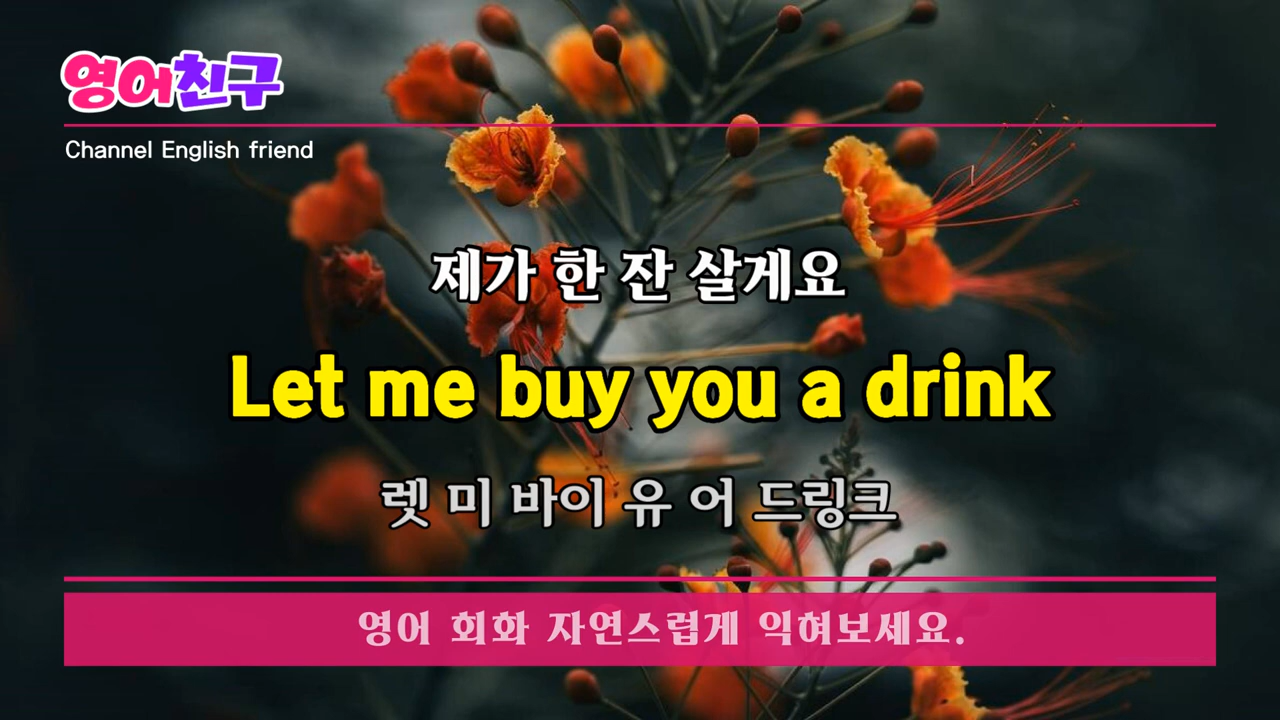 영어친구
Channel English friend
제가 한 잔 살게요
Let me buy you a drink
렛 미 바이 유 어 드링크
영어 회화 자연스럽게 익혀보세요.